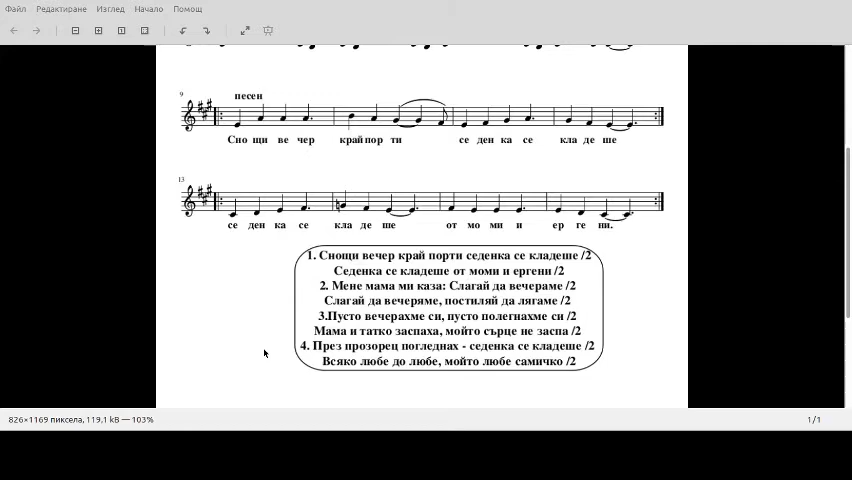 Файл Редактиране Изглед Начало Помощ
9
песен
Сно щи ве чер край пор ти се ден ка се кла де ше
13
се ден ка се кла де ше от мо ми и ер ге ни.
1. Снощи вечер край порти седенка се кладеше /2
Седенка се кладеше от моми и ергени /2
2. Мене мама ми каза: Слагай да вечераме /2
Слагай да вечеряме, постиляй да лягаме /2
3.Пусто вечерахме си, пусто полегнахме си /2
Мама и татко заспаха, мойто сърце не заспа /2
4. През прозорец погледнах - седенка се кладеше /2
Всяко любе до любе, мойто любе самичко /2
826×1169 пиксела, 119,1 kB — 103% 1/1